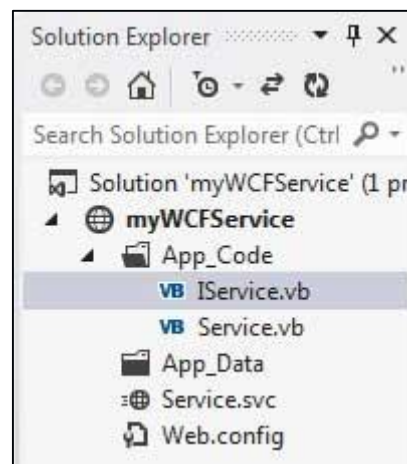 Solution Explorer
Search Solution Explorer (Ctrl
Solution 'myWCFService' (1 pr
myWCFService
App_Code
VB IService.vb
VB Service.vb
App_Data
Service.svc
Web.config